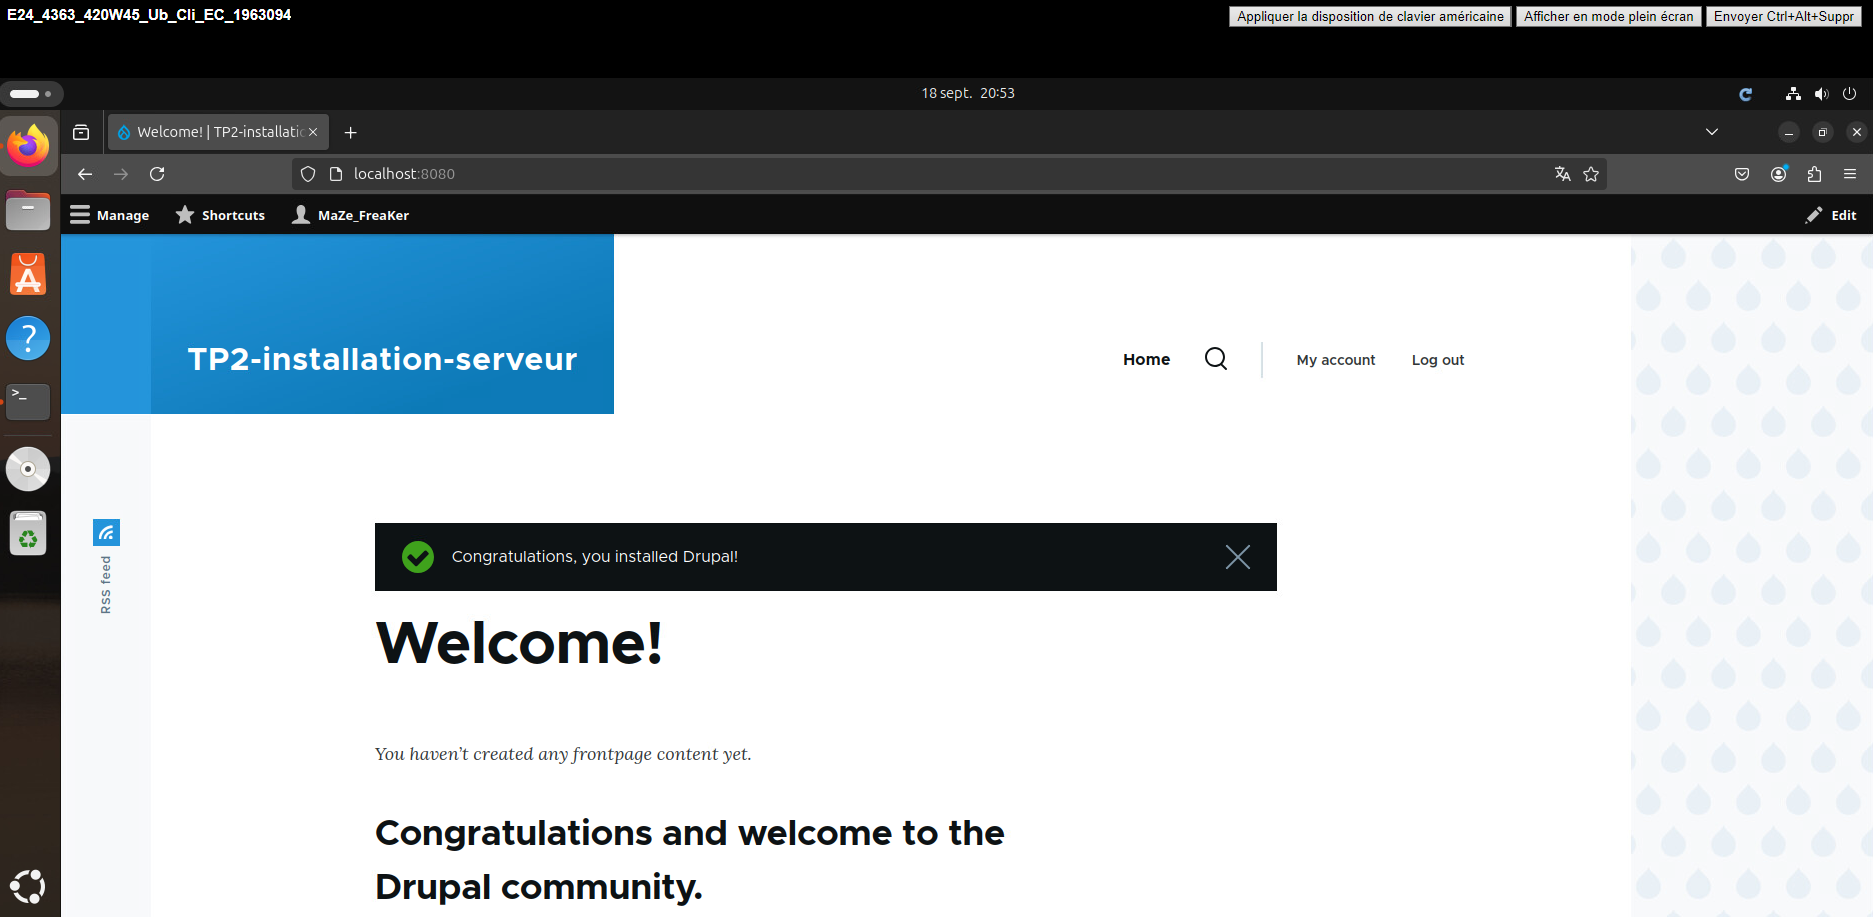 E24_4363_420W45_Ub_Cli_EC_1963094
Appliquer la disposition de clavier américaine
Afficher en mode plein écran
Envoyer Ctrl+Alt+Suppr
18 sept. 20:53
Welcome! | TP2-installatio
localhost:8080
Manage
Shortcuts
MaZe_FreaKer
Edit
TP2-installation-serveur
Home
My account
Log out
RSS feed
Congratulations, you installed Drupal!
Welcome!
You haven't created any frontpage content yet.
Congratulations and welcome to the
Drupal community.